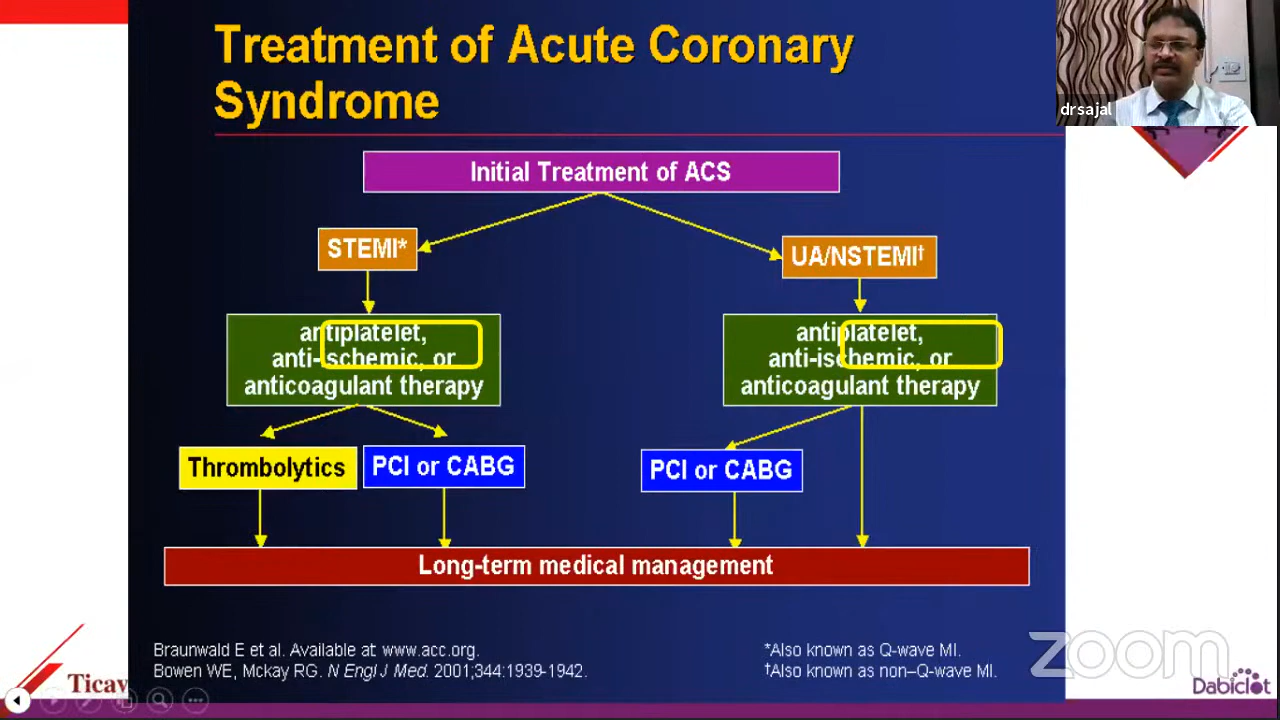 Treatment of Acute Coronary
Syndrome
drsajal
Initial Treatment of ACS
STEMI*
UA/NSTEMI†
antiplatelet,
anti-ischemic, or
anticoagulant therapy
antiplatelet,
anti-ischemic, or
anticoagulant therapy
Thrombolytics
PCI or CABG
PCI or CABG
Long-term medical management
Braunwald E et al. Available at www.acc.org.
Bowen WE, Mckay RG. N Engl J Med. 2001;344:1939-1942.
*Also known as Q-wave MI.
†Also known as non–Q-wave MI.
zoom
Ticav
Dabiclot